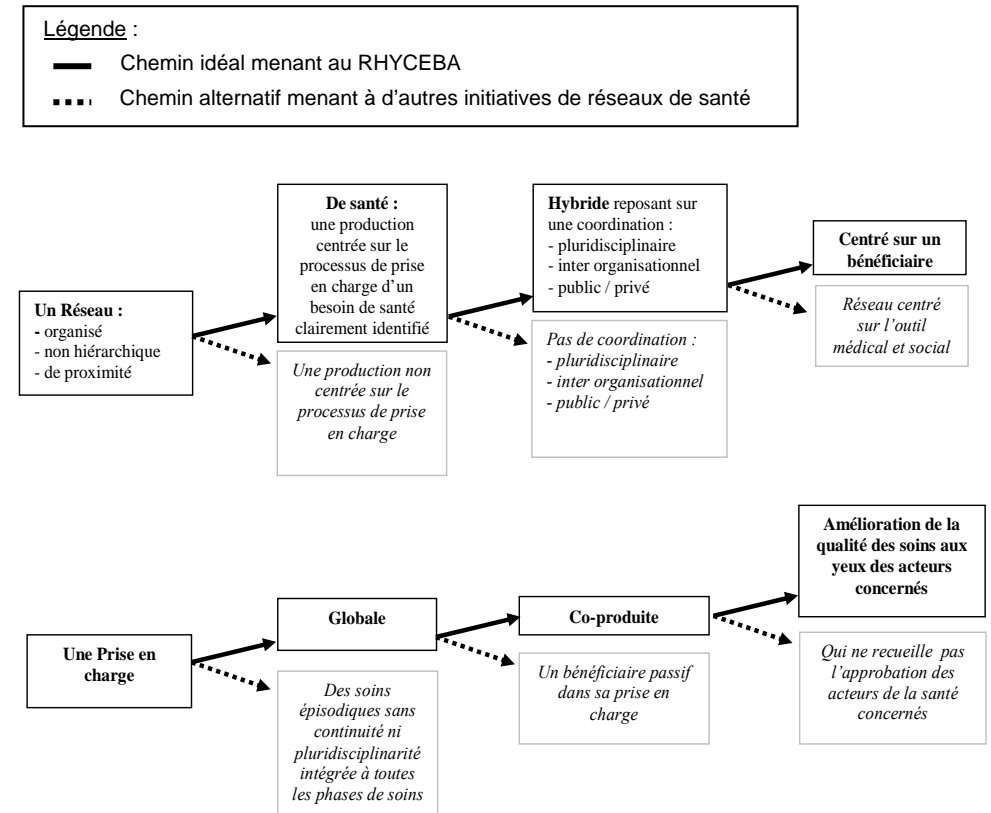 Légende :
Chemin idéal menant au RHYCEBA
Chemin alternatif menant à d'autres initiatives de réseaux de santé
Un Réseau :
- organisé
- non hiérarchique
- de proximité
De santé :
une production
centrée sur le
processus de prise
en charge d'un
besoin de santé
clairement identifié
Une production non
centrée sur le
processus de prise
en charge
Hybride reposant sur
une coordination :
- pluridisciplinaire
- inter organisationnel
- public / privé
Pas de coordination :
- pluridisciplinaire
- inter organisationnel
- public / privé
Centré sur un
bénéficiaire
Réseau centré
sur l'outil
médical et social
Une Prise en
charge
Globale
Des soins
épisodiques sans
continuité ni
pluridisciplinarité
intégrée à toutes
les phases de soins
Co-produite
Un bénéficiaire passif
dans sa prise en
charge
Amélioration de la
qualité des soins aux
yeux des acteurs
concernés
Qui ne recueille pas
l'approbation des
acteurs de la santé
concernés